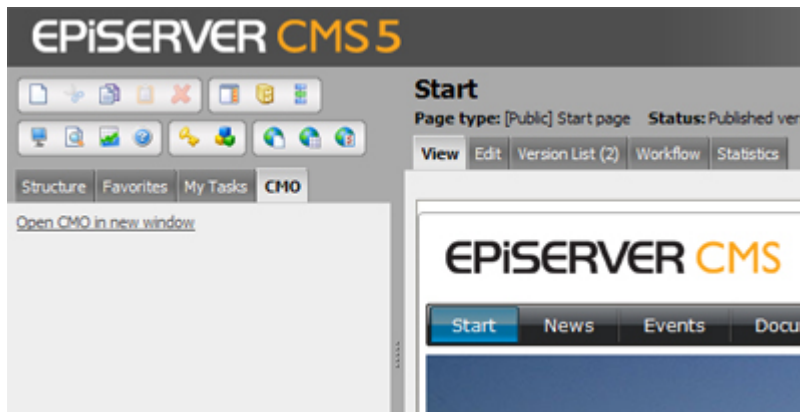 EPiSERVER CMS 5
Start
Page type: [Public] Start page Status: Published ver
View Edit Version List (2) Workflow Statistics
Structure Favorites My Tasks CMO
Open CMO in new window
EPiSERVER CMS
Start News Events Docu